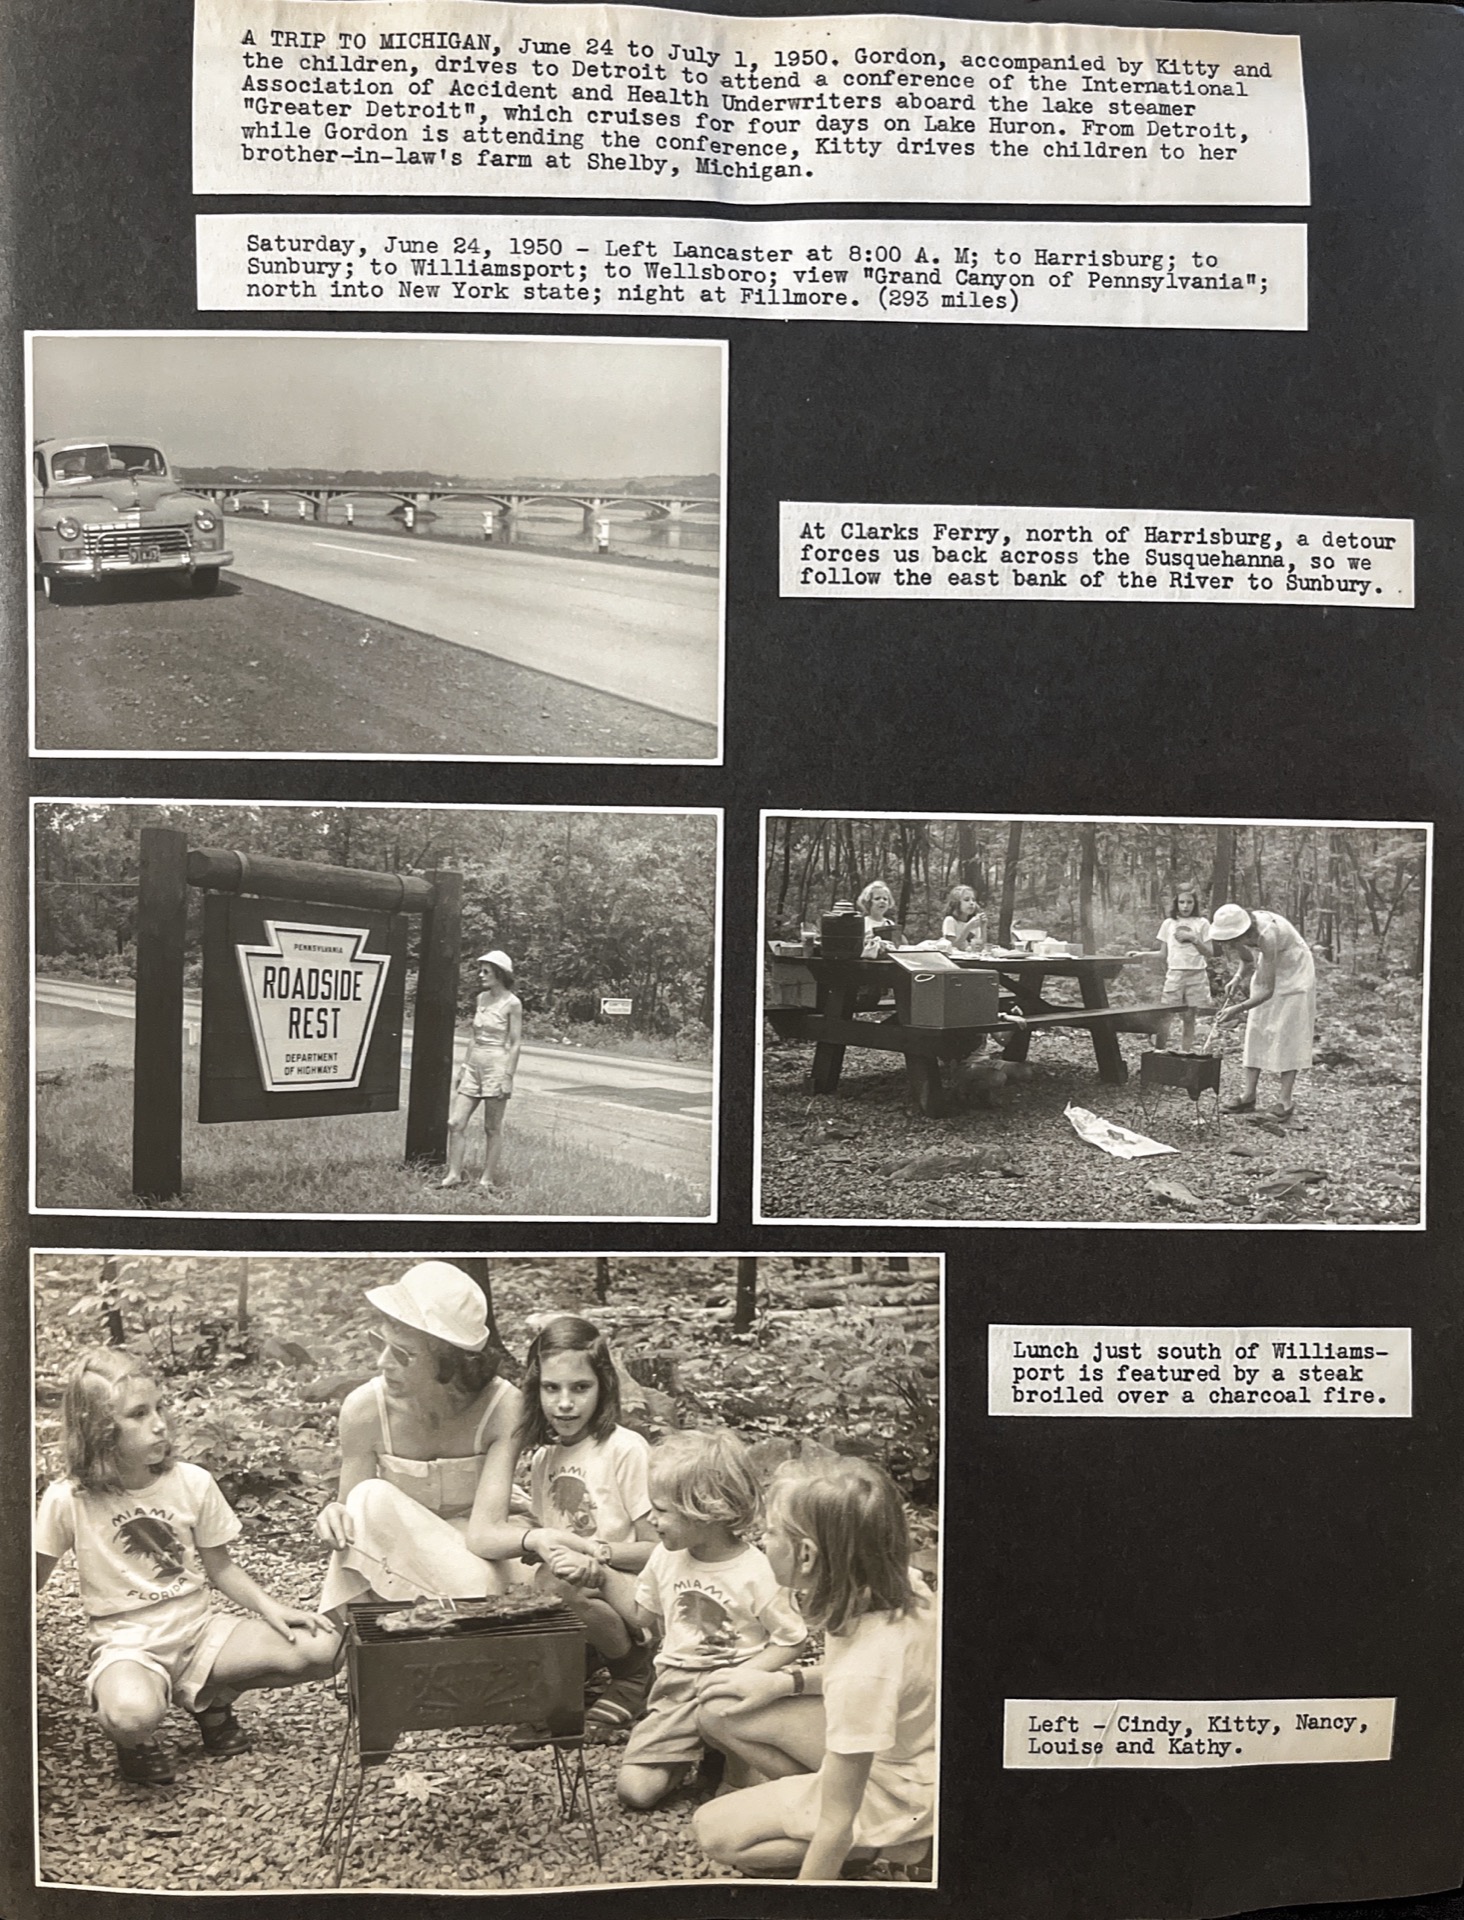 A TRIP TO MICHIGAN, June 24 to July 1, 1950. Gordon, accompanied by Kitty and
the children, drives to Detroit to attend a conference of the International
Association of Accident and Health Underwriters aboard the lake steamer
"Greater Detroit", which cruises for four days on Lake Huron. From Detroit,
while Gordon is attending the conference, Kitty drives the children to her
brother-in-law's farm at Shelby, Michigan.
Saturday, June 24, 1950 - Left Lancaster at 8:00 A. M; to Harrisburg; to
Sunbury; to Williamsport; to Wellsboro; view "Grand Canyon of Pennsylvania";
north into New York state; night at Fillmore. (293 miles)
At Clarks Ferry, north of Harrisburg, a detour
forces us back across the Susquehanna, so we
follow the east bank of the River to Sunbury.
PENNSYLVANIA
ROADSIDE
REST
DEPARTMENT
OF HIGHWAYS
Lunch just south of Williams-
port is featured by a steak
broiled over a charcoal fire.
MIAMI
FLORIDA
MIAMI
MIAMI
Left - Cindy, Kitty, Nancy,
Louise and Kathy.